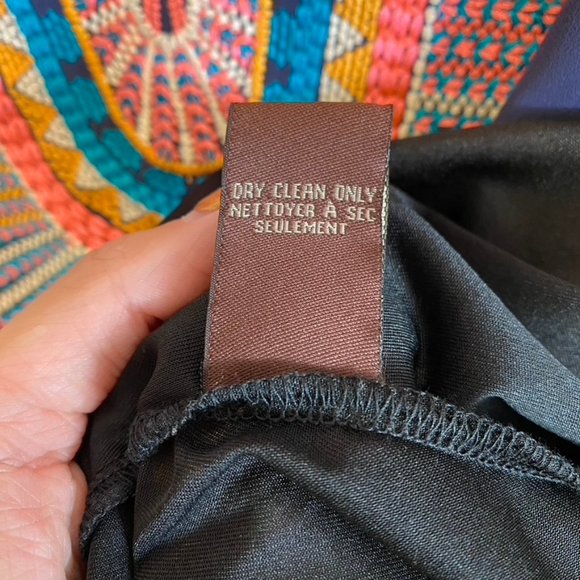 DRY CLEAN ONLY
NETTOYER À SEC
SEULEMENT